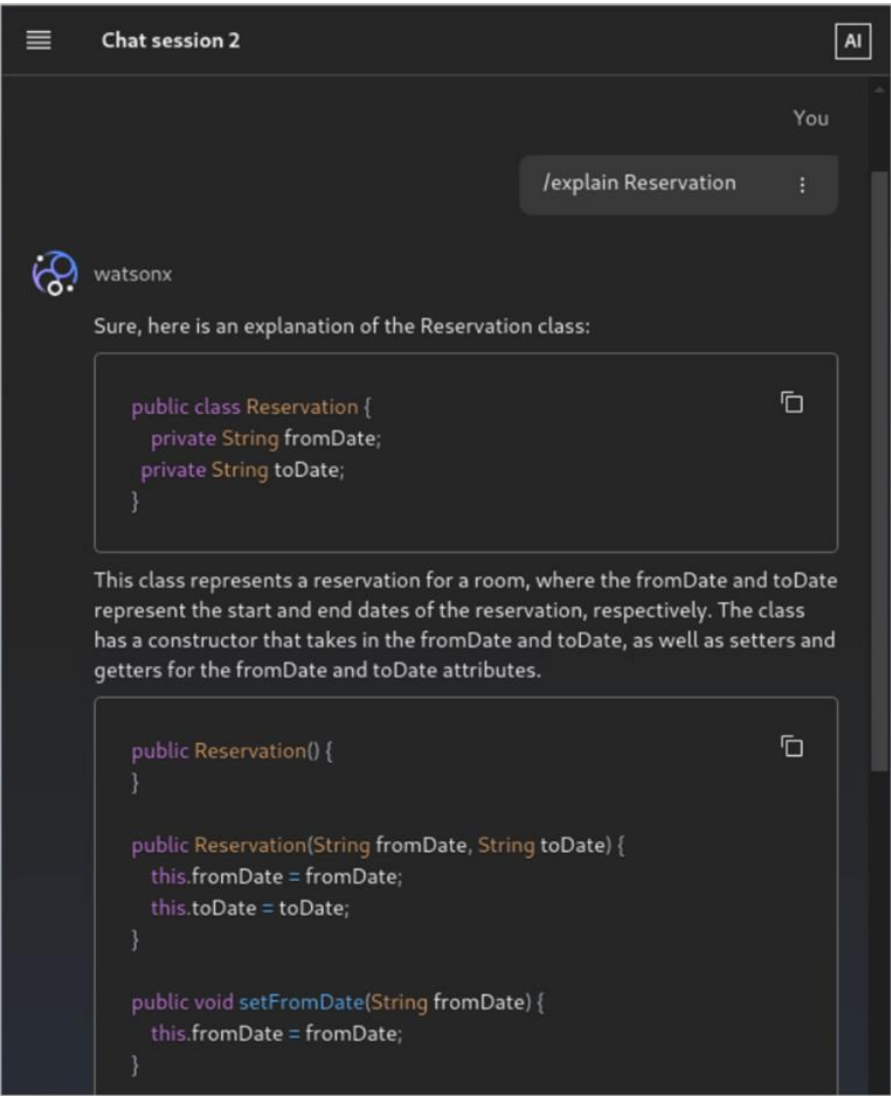 Chat session 2
AI
You
/explain Reservation
watsonx
Sure, here is an explanation of the Reservation class:
public class Reservation {
private String fromDate;
private String toDate;
}
This class represents a reservation for a room, where the fromDate and toDate
represent the start and end dates of the reservation, respectively. The class
has a constructor that takes in the fromDate and toDate, as well as setters and
getters for the fromDate and toDate attributes.
public Reservation() {
}
public Reservation(String fromDate, String toDate) {
this.fromDate = fromDate;
this.toDate = toDate;
}
public void setFromDate(String fromDate) {
this.fromDate = fromDate;
}